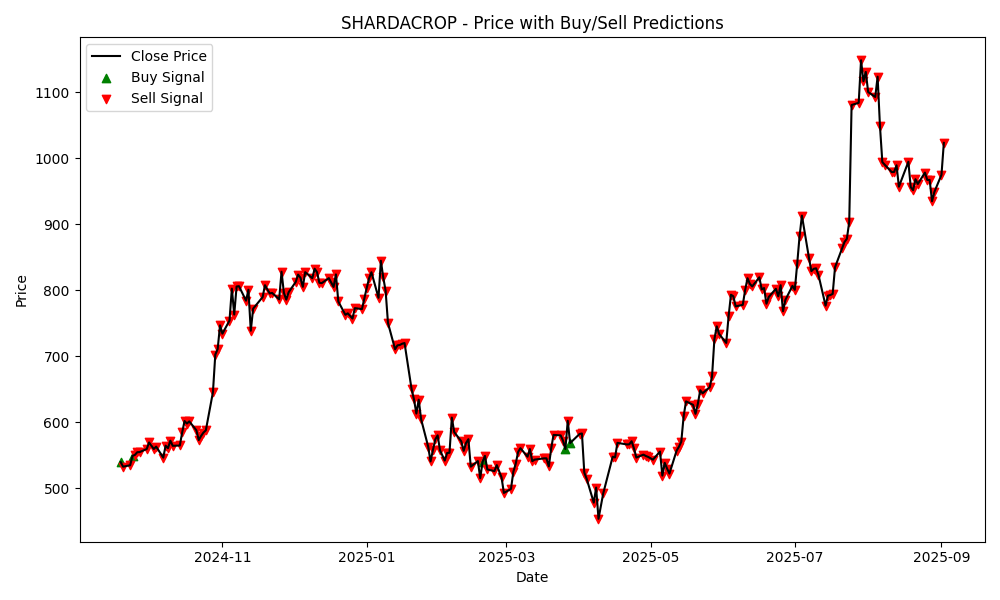 SHARDACROP - Price with Buy/Sell Predictions
Close Price
Buy Signal
Sell Signal
Price
1100
1000
900
800
700
600
500
2024-11 2025-01 2025-03 2025-05 2025-07 2025-09
Date